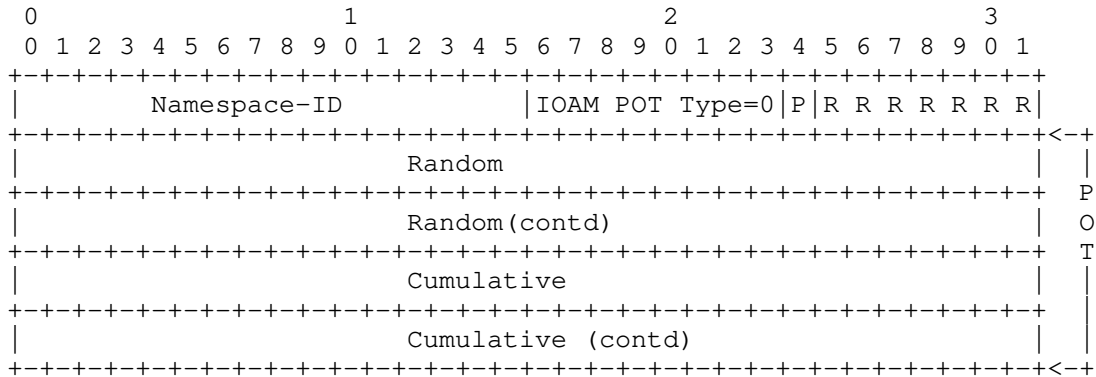 0                   1                   2                   3
 0 1 2 3 4 5 6 7 8 9 0 1 2 3 4 5 6 7 8 9 0 1 2 3 4 5 6 7 8 9 0 1
+-+-+-+-+-+-+-+-+-+-+-+-+-+-+-+-+-+-+-+-+-+-+-+-+-+-+-+-+-+-+-+-+
|        Namespace-ID           |IOAM POT Type=0|P|R R R R R R R|
+-+-+-+-+-+-+-+-+-+-+-+-+-+-+-+-+-+-+-+-+-+-+-+-+-+-+-+-+-+-+-+-+<-+
|                        Random                                 |  |
+-+-+-+-+-+-+-+-+-+-+-+-+-+-+-+-+-+-+-+-+-+-+-+-+-+-+-+-+-+-+-+-+  P
|                        Random(contd)                          |  O
+-+-+-+-+-+-+-+-+-+-+-+-+-+-+-+-+-+-+-+-+-+-+-+-+-+-+-+-+-+-+-+-+  T
|                        Cumulative                             |  |
+-+-+-+-+-+-+-+-+-+-+-+-+-+-+-+-+-+-+-+-+-+-+-+-+-+-+-+-+-+-+-+-+  |
|                        Cumulative (contd)                     |  |
+-+-+-+-+-+-+-+-+-+-+-+-+-+-+-+-+-+-+-+-+-+-+-+-+-+-+-+-+-+-+-+-+<-+